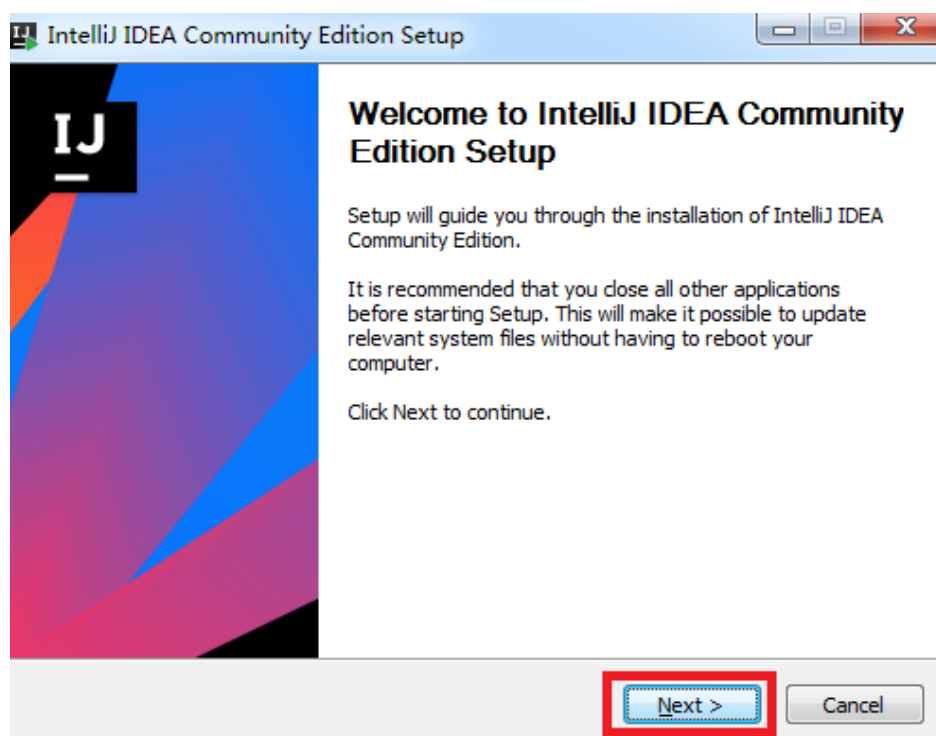 IntelliJ IDEA Community Edition Setup
IJ
Welcome to IntelliJ IDEA Community
Edition Setup
Setup will guide you through the installation of IntelliJ IDEA
Community Edition.
It is recommended that you close all other applications
before starting Setup. This will make it possible to update
relevant system files without having to reboot your
computer.
Click Next to continue.
Next >
Cancel